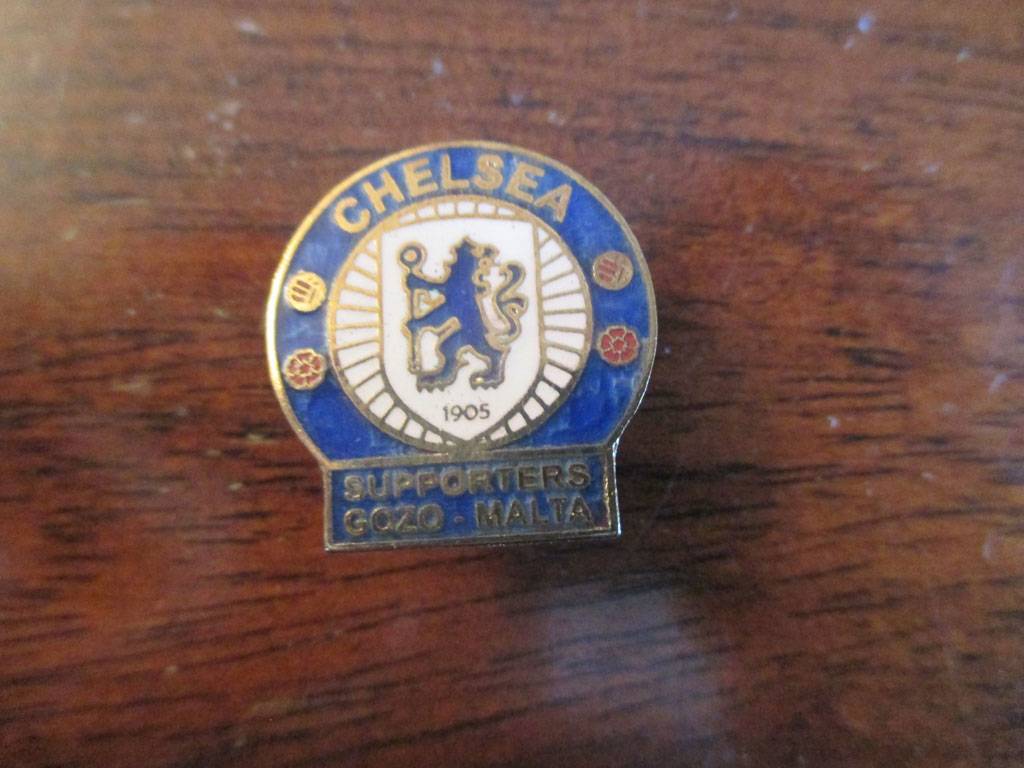 CHELSEA
1905
SUPPORTERS
GOZO - MALTA